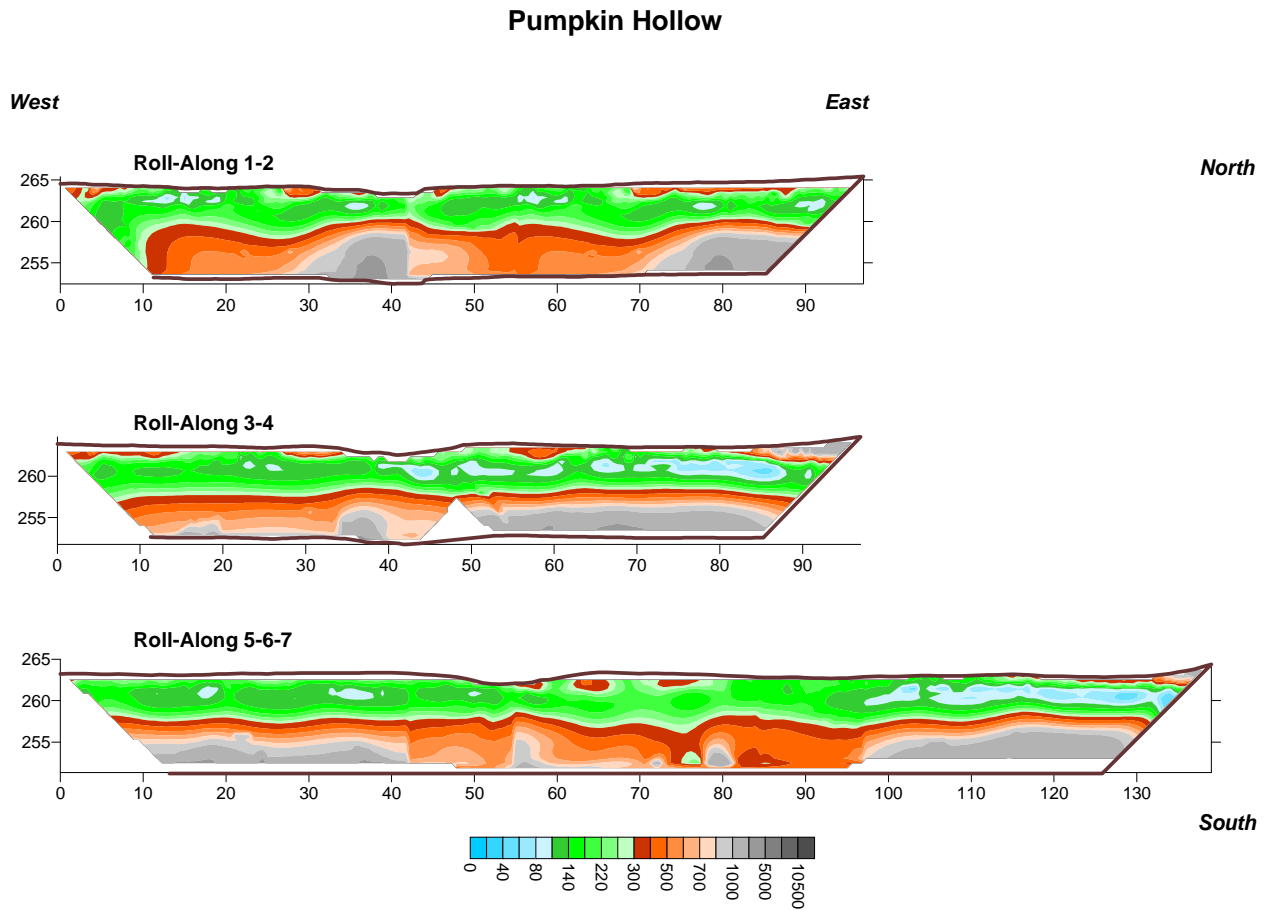 Pumpkin Hollow
West East
North
Roll-Along 1-2
265
260
255
0 10 20 30 40 50 60 70 80 90
Roll-Along 3-4
260
255
0 10 20 30 40 50 60 70 80 90
Roll-Along 5-6-7
265
260
255
0 10 20 30 40 50 60 70 80 90 100 110 120 130
South
0 40 80 140 220 300 500 700 1000 5000 10500